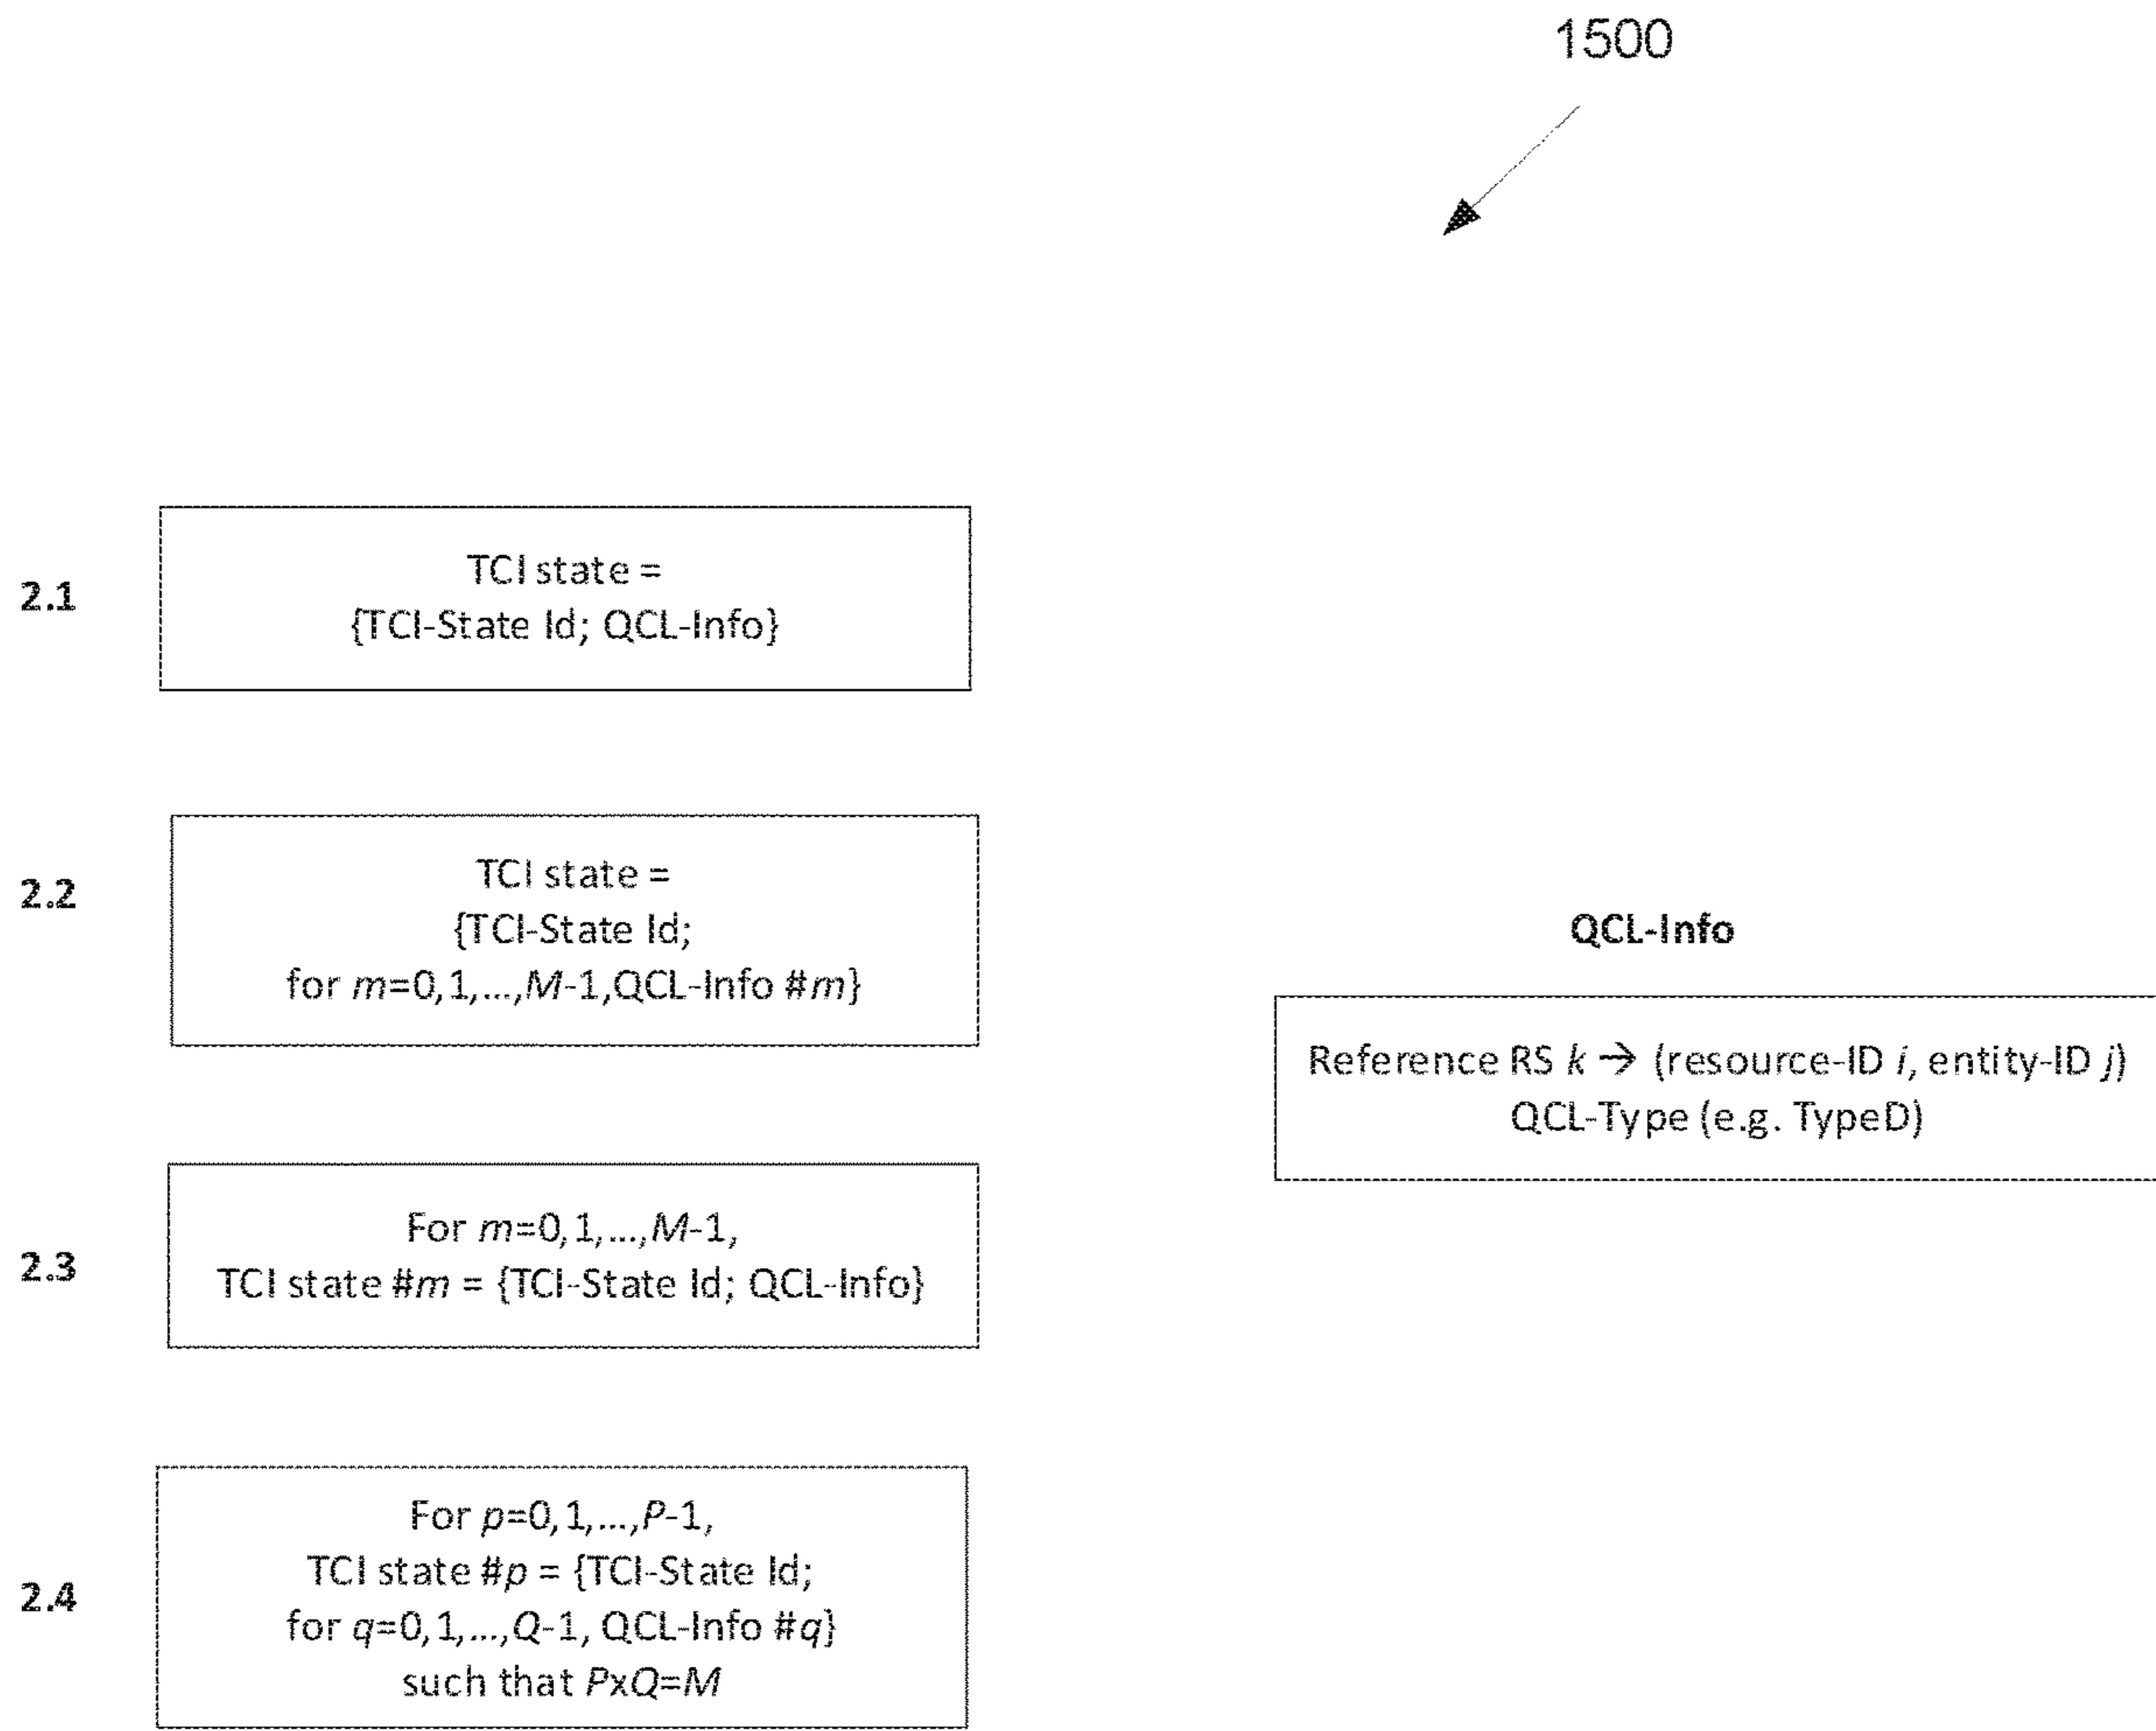 1500
2.1
TCI state =
{TCI-State Id; QCL-Info}
2.2
TCI state =
{TCI-State Id;
for m=0,1,...,M-1,QCL-Info #m}
QCL-Info
Reference RS k → (resource-ID i, entity-ID j)
QCL-Type (e.g. TypeD)
2.3
For m=0,1,...,M-1,
TCI state #m = {TCI-State Id; QCL-Info}
2.4
For p=0,1,...,P-1,
TCI state #p = {TCI-State Id;
for q=0,1,...,Q-1, QCL-Info #q}
such that PxQ=M